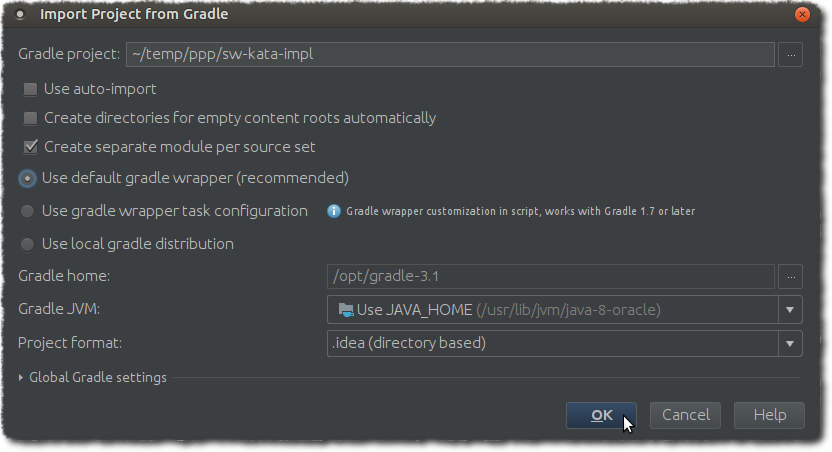 Import Project from Gradle
Gradle project: ~/temp/ppp/sw-kata-impl ...
Use auto-import
Create directories for empty content roots automatically
Create separate module per source set
Use default gradle wrapper (recommended)
Use gradle wrapper task configuration i Gradle wrapper customization in script, works with Gradle 1.7 or later
Use local gradle distribution
Gradle home: /opt/gradle-3.1 ...
Gradle JVM: Use JAVA_HOME (/usr/lib/jvm/java-8-oracle)
Project format: .idea (directory based)
Global Gradle settings
OK Cancel Help